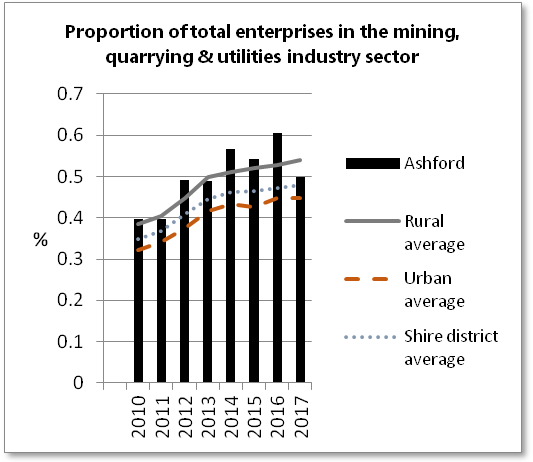 Proportion of total enterprises in the mining,
quarrying & utilities industry sector
0.7
0.6
0.5
0.4
0.3
0.2
0.1
0
%
2010
2011
2012
2013
2014
2015
2016
2017
Ashford
Rural
average
Urban
average
Shire district
average